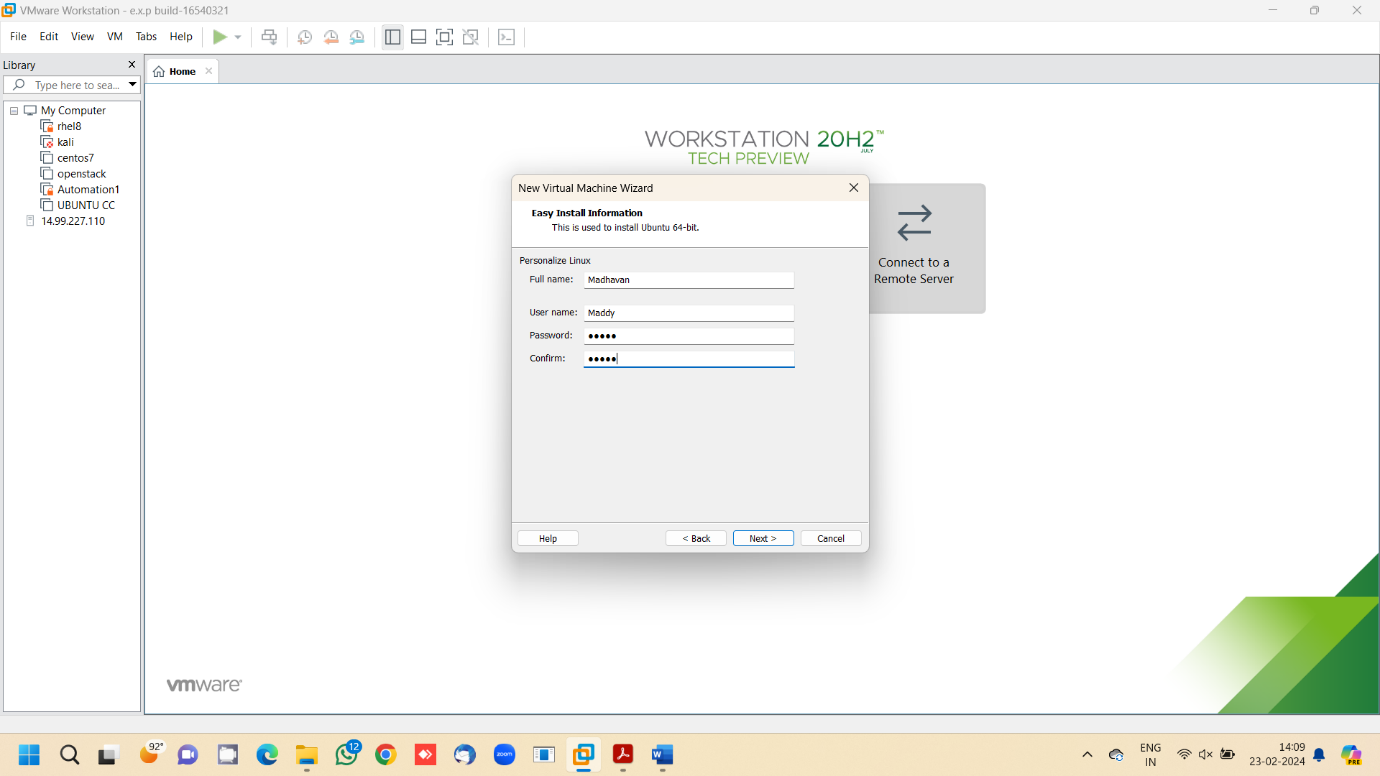 VMware Workstation - e.x.p build-16540321
File Edit View VM Tabs Help
Library
Type here to sea...
My Computer
rhel8
kali
centos7
openstack
Automation1
UBUNTU CC
14.99.227.110
Home
WORKSTATION 20H2™
JULY
TECH PREVIEW
Connect to a
Remote Server
New Virtual Machine Wizard
Easy Install Information
This is used to install Ubuntu 64-bit.
Personalize Linux
Full name: Madhavan
User name: Maddy
Password: ●●●●●
Confirm: ●●●●●
Help < Back Next > Cancel
vmware®
92°
12
zoom
ENG
IN
14:09
23-02-2024
PRE